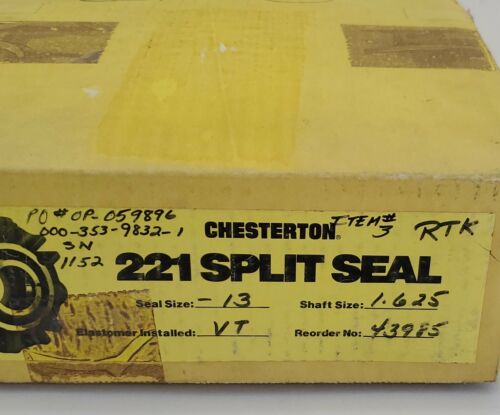 PO# OP-059896
000-353-9832-1
SN
1152
CHESTERTON®
ITEM#
3
RTK
221 SPLIT SEAL
Seal Size: -13 Shaft Size: 1.625
Elastomer Installed: VT Reorder No: 43985